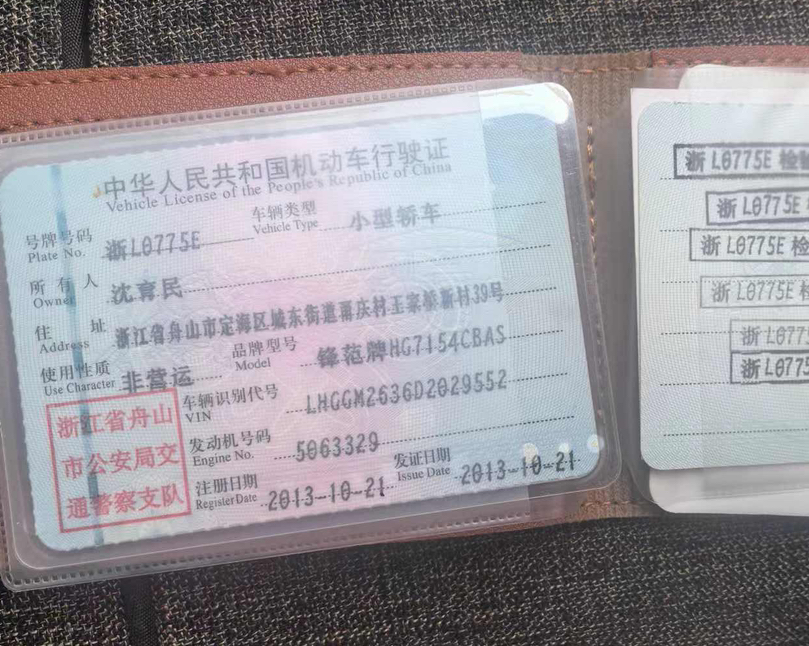 中华人民共和国机动车行驶证
Vehicle License of the People's Republic of China
号牌号码 浙L0775E 车辆类型 小型轿车
Plate No. Vehicle Type
所有人 沈育民
Owner
住址 浙江省舟山市定海区城东街道甬庆村王家桥新村39号
Address
使用性质 非营运 品牌型号 锋范牌HG7154CBAS
Use Character Model
车辆识别代号 LHGGM2636D2029552
VIN
发动机号码 5063329
Engine No.
注册日期 2013-10-21 发证日期 2013-10-21
Register Date Issue Date
浙江省舟山
市公安局交
通警察支队
浙L0775E 检
浙L0775E
浙L0775E 检
浙L0775E 检
浙L0775
浙L0775